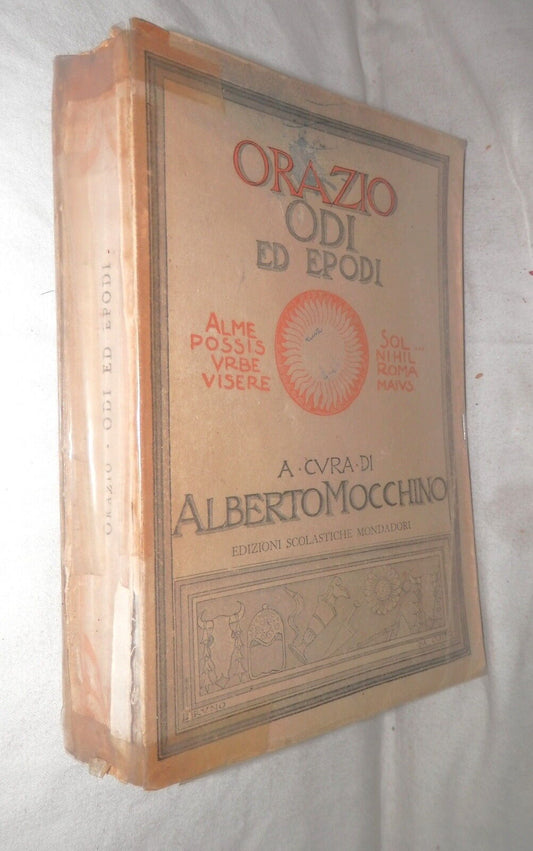 ORAZIO
ODI
ED EPODI
ALME SOL...
POSSIS NIHIL
VRBE ROMA
VISERE MAIVS
A · CVRA · DI
ALBERTO MOCCHINO
EDIZIONI SCOLASTICHE MONDADORI
ORAZIO · ODI ED EPODI ·